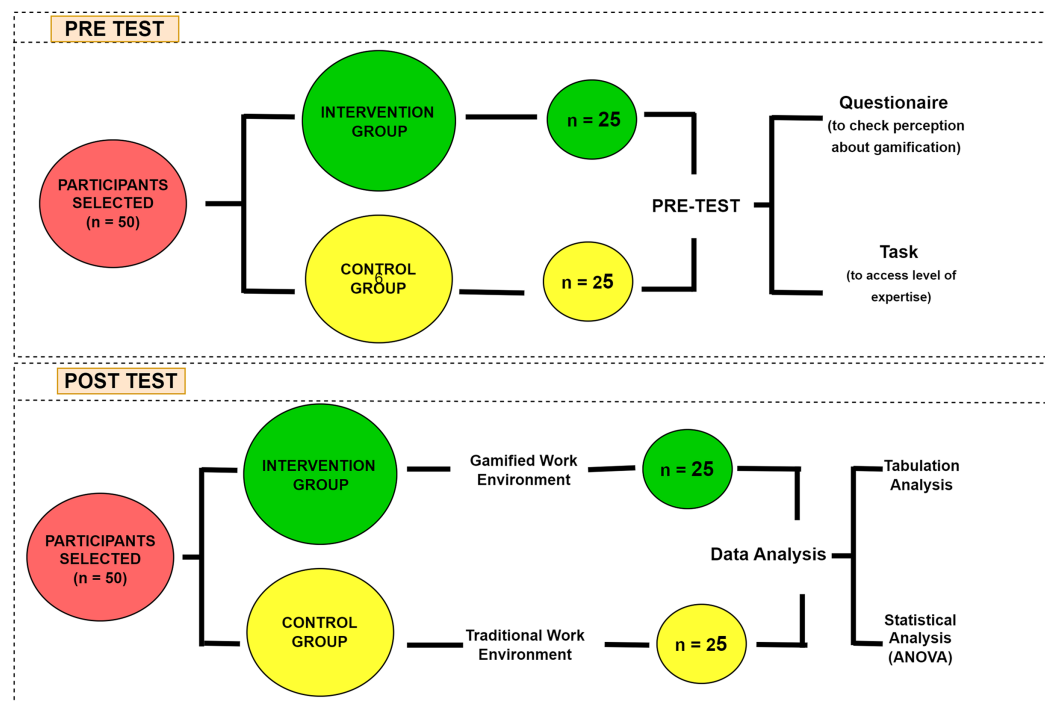 PRE TEST
INTERVENTION
GROUP
n = 25
PARTICIPANTS
SELECTED
(n = 50)
CONTROL
6
GROUP
n = 25
PRE-TEST
Questionaire
(to check perception
about gamification)
Task
(to access level of
expertise)
POST TEST
PARTICIPANTS
SELECTED
(n = 50)
INTERVENTION
GROUP
Gamified Work
Environment
n = 25
CONTROL
GROUP
Traditional Work
Environment
n = 25
Data Analysis
Tabulation
Analysis
Statistical
Analysis
(ANOVA)